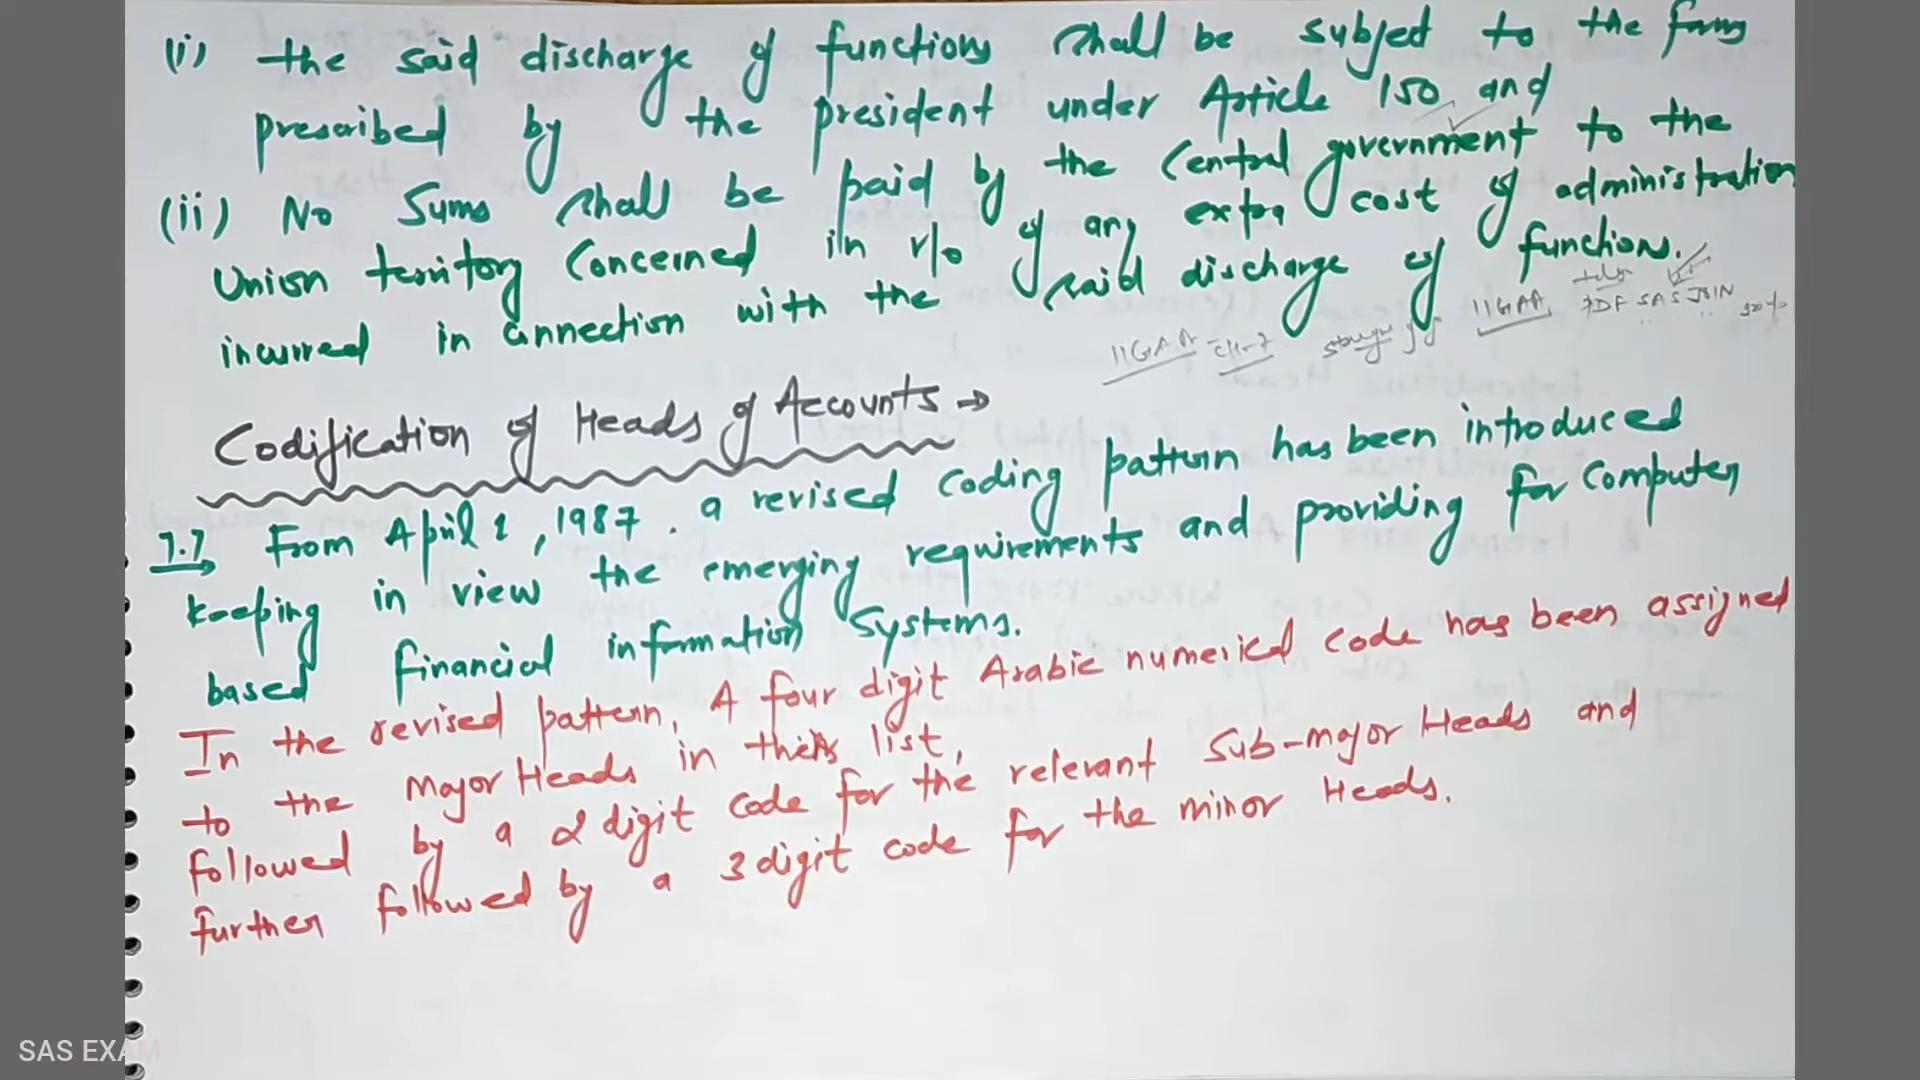 (i) the said discharge of functions shall be subject to the forms
prescribed by the president under Article 150 and
(ii) No Sums shall be paid by the Central government to the
Union territory Concerned in r/o of any extra cost of administration
incurred in connection with the said discharge of functions.
11GAA CH-7 11GAA PDF SAS JOIN
Codification of Heads of Accounts →
7.7 From April 1, 1987. a revised coding pattern has been introduced
keeping in view the emerging requirements and providing for Computer
based financial information Systems.
In the revised pattern, A four digit Arabic numerical code has been assigned
to the Major Heads in this list,
followed by a 2 digit code for the relevant Sub-major Heads and
further followed by a 3 digit code for the minor Heads.
SAS EXAM